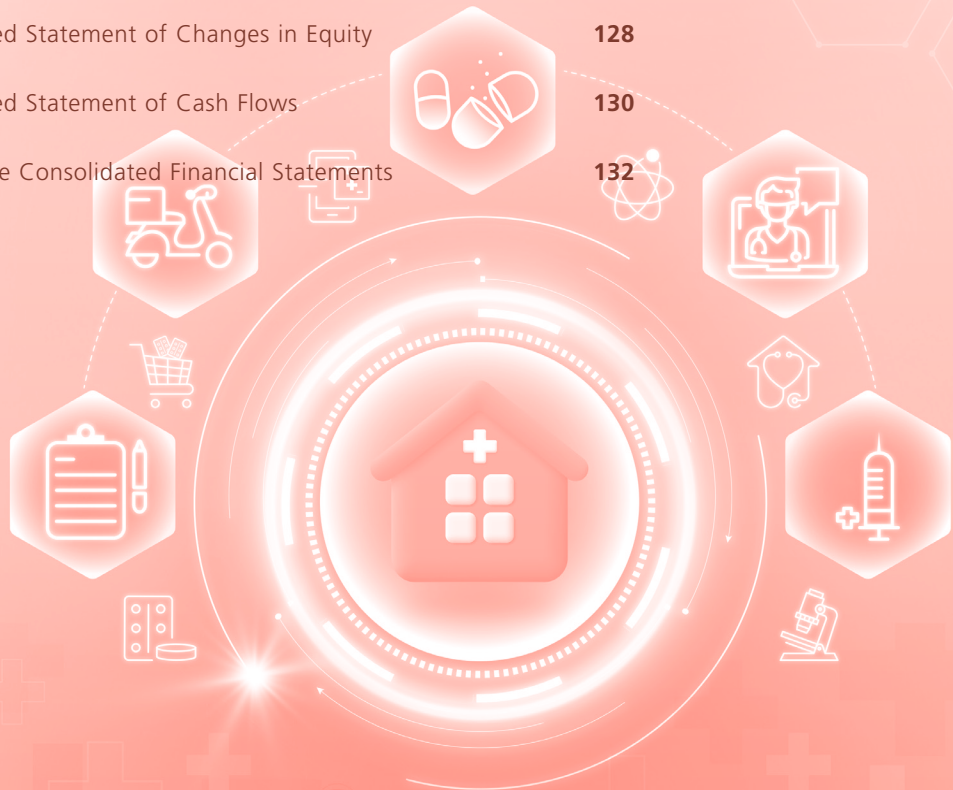 ed Statement of Changes in Equity 128
ed Statement of Cash Flows 130
e Consolidated Financial Statements 132